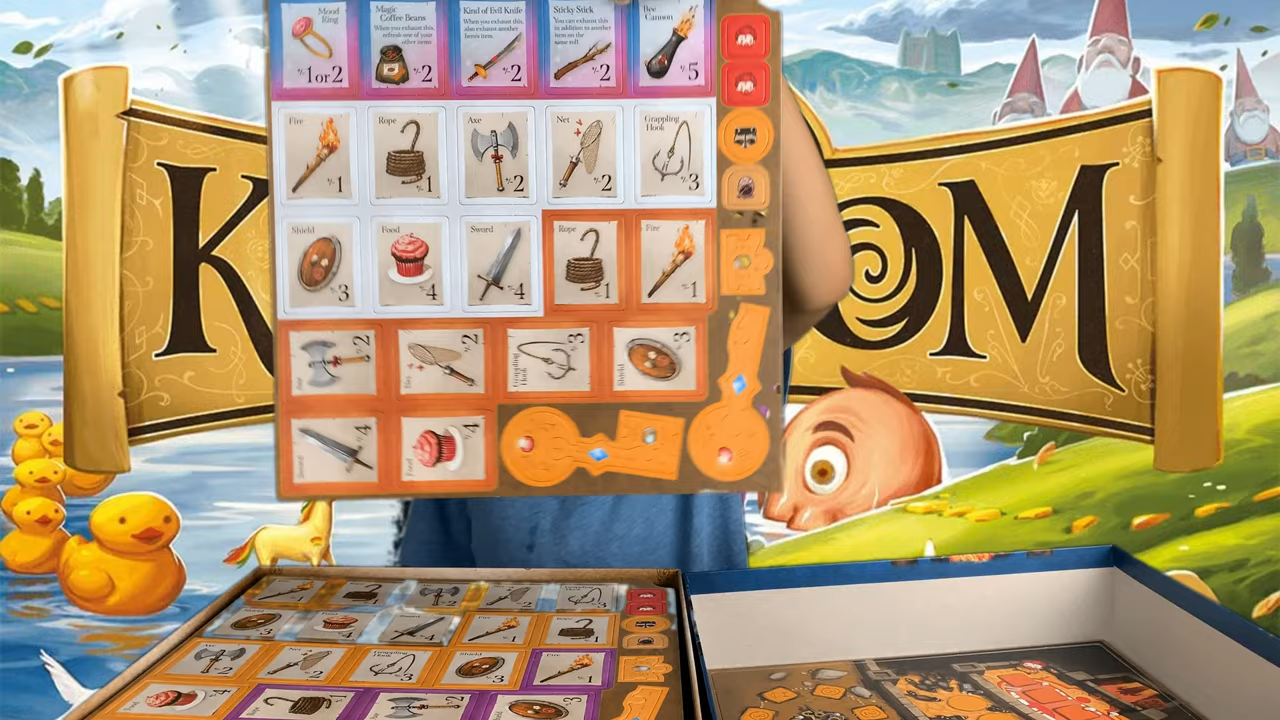 Mood
Ring
+/- 1 or 2
Magic
Coffee Beans
When you exhaust this,
refresh one of your
other items.
+/- 2
Kind of Evil Knife
When you exhaust this,
also exhaust another
hero's item.
+/- 2
Sticky Stick
You can exhaust this
in addition to another
item on the
same roll.
+/- 2
Bee
Cannon
+/- 5
Fire
+/- 1
Rope
+/- 1
Axe
+/- 2
Net
+/- 2
Grappling
Hook
+/- 3
Shield
+/- 3
Food
+/- 4
Sword
+/- 4
Rope
+/- 1
Fire
+/- 1
Axe
+/- 2
Net
+/- 2
Grappling
Hook
+/- 3
Shield
+/- 3
Sword
+/- 4
Food
+/- 4
K
OM